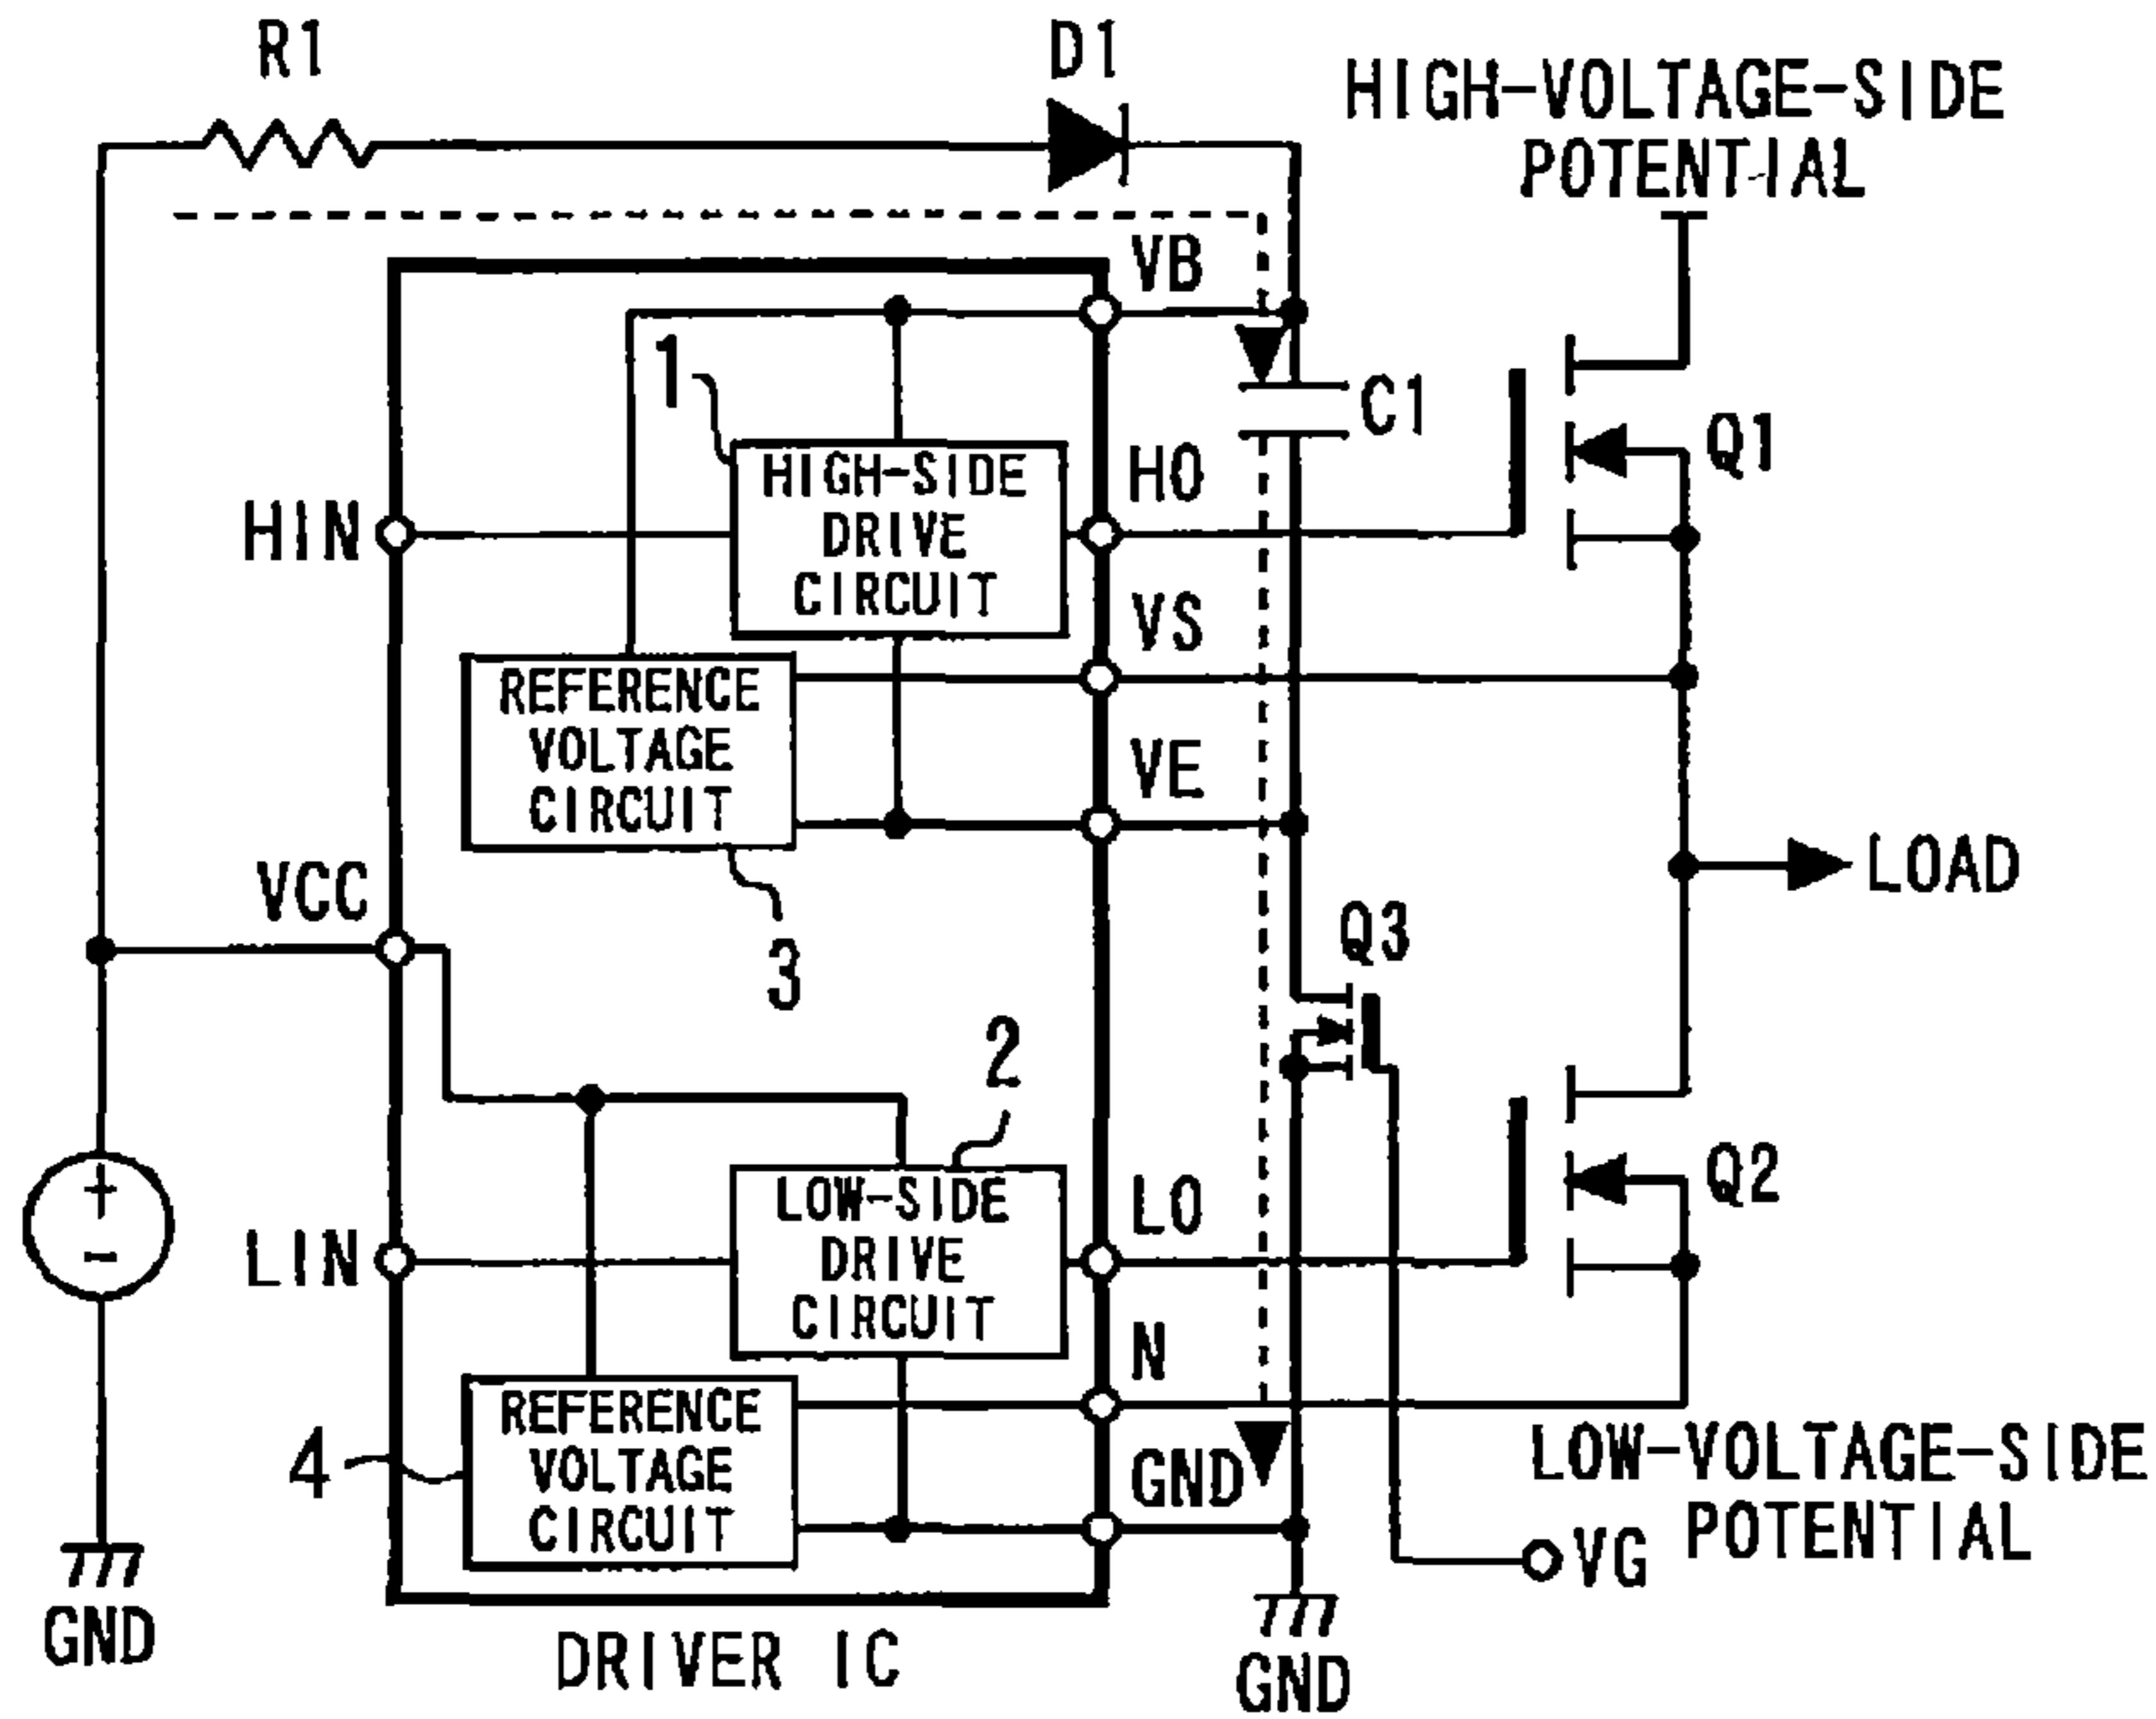 R1
D1
HIGH-VOLTAGE-SIDE
POTENTIAL
VB
1
C1
Q1
HIGH-SIDE
DRIVE
CIRCUIT
HO
HIN
VS
REFERENCE
VOLTAGE
CIRCUIT
VE
LOAD
VCC
3
Q3
2
+
-
LOW-SIDE
DRIVE
CIRCUIT
LO
Q2
LIN
N
REFERENCE
VOLTAGE
CIRCUIT
4
GND
LOW-VOLTAGE-SIDE
POTENTIAL
VG
GND
DRIVER IC
GND